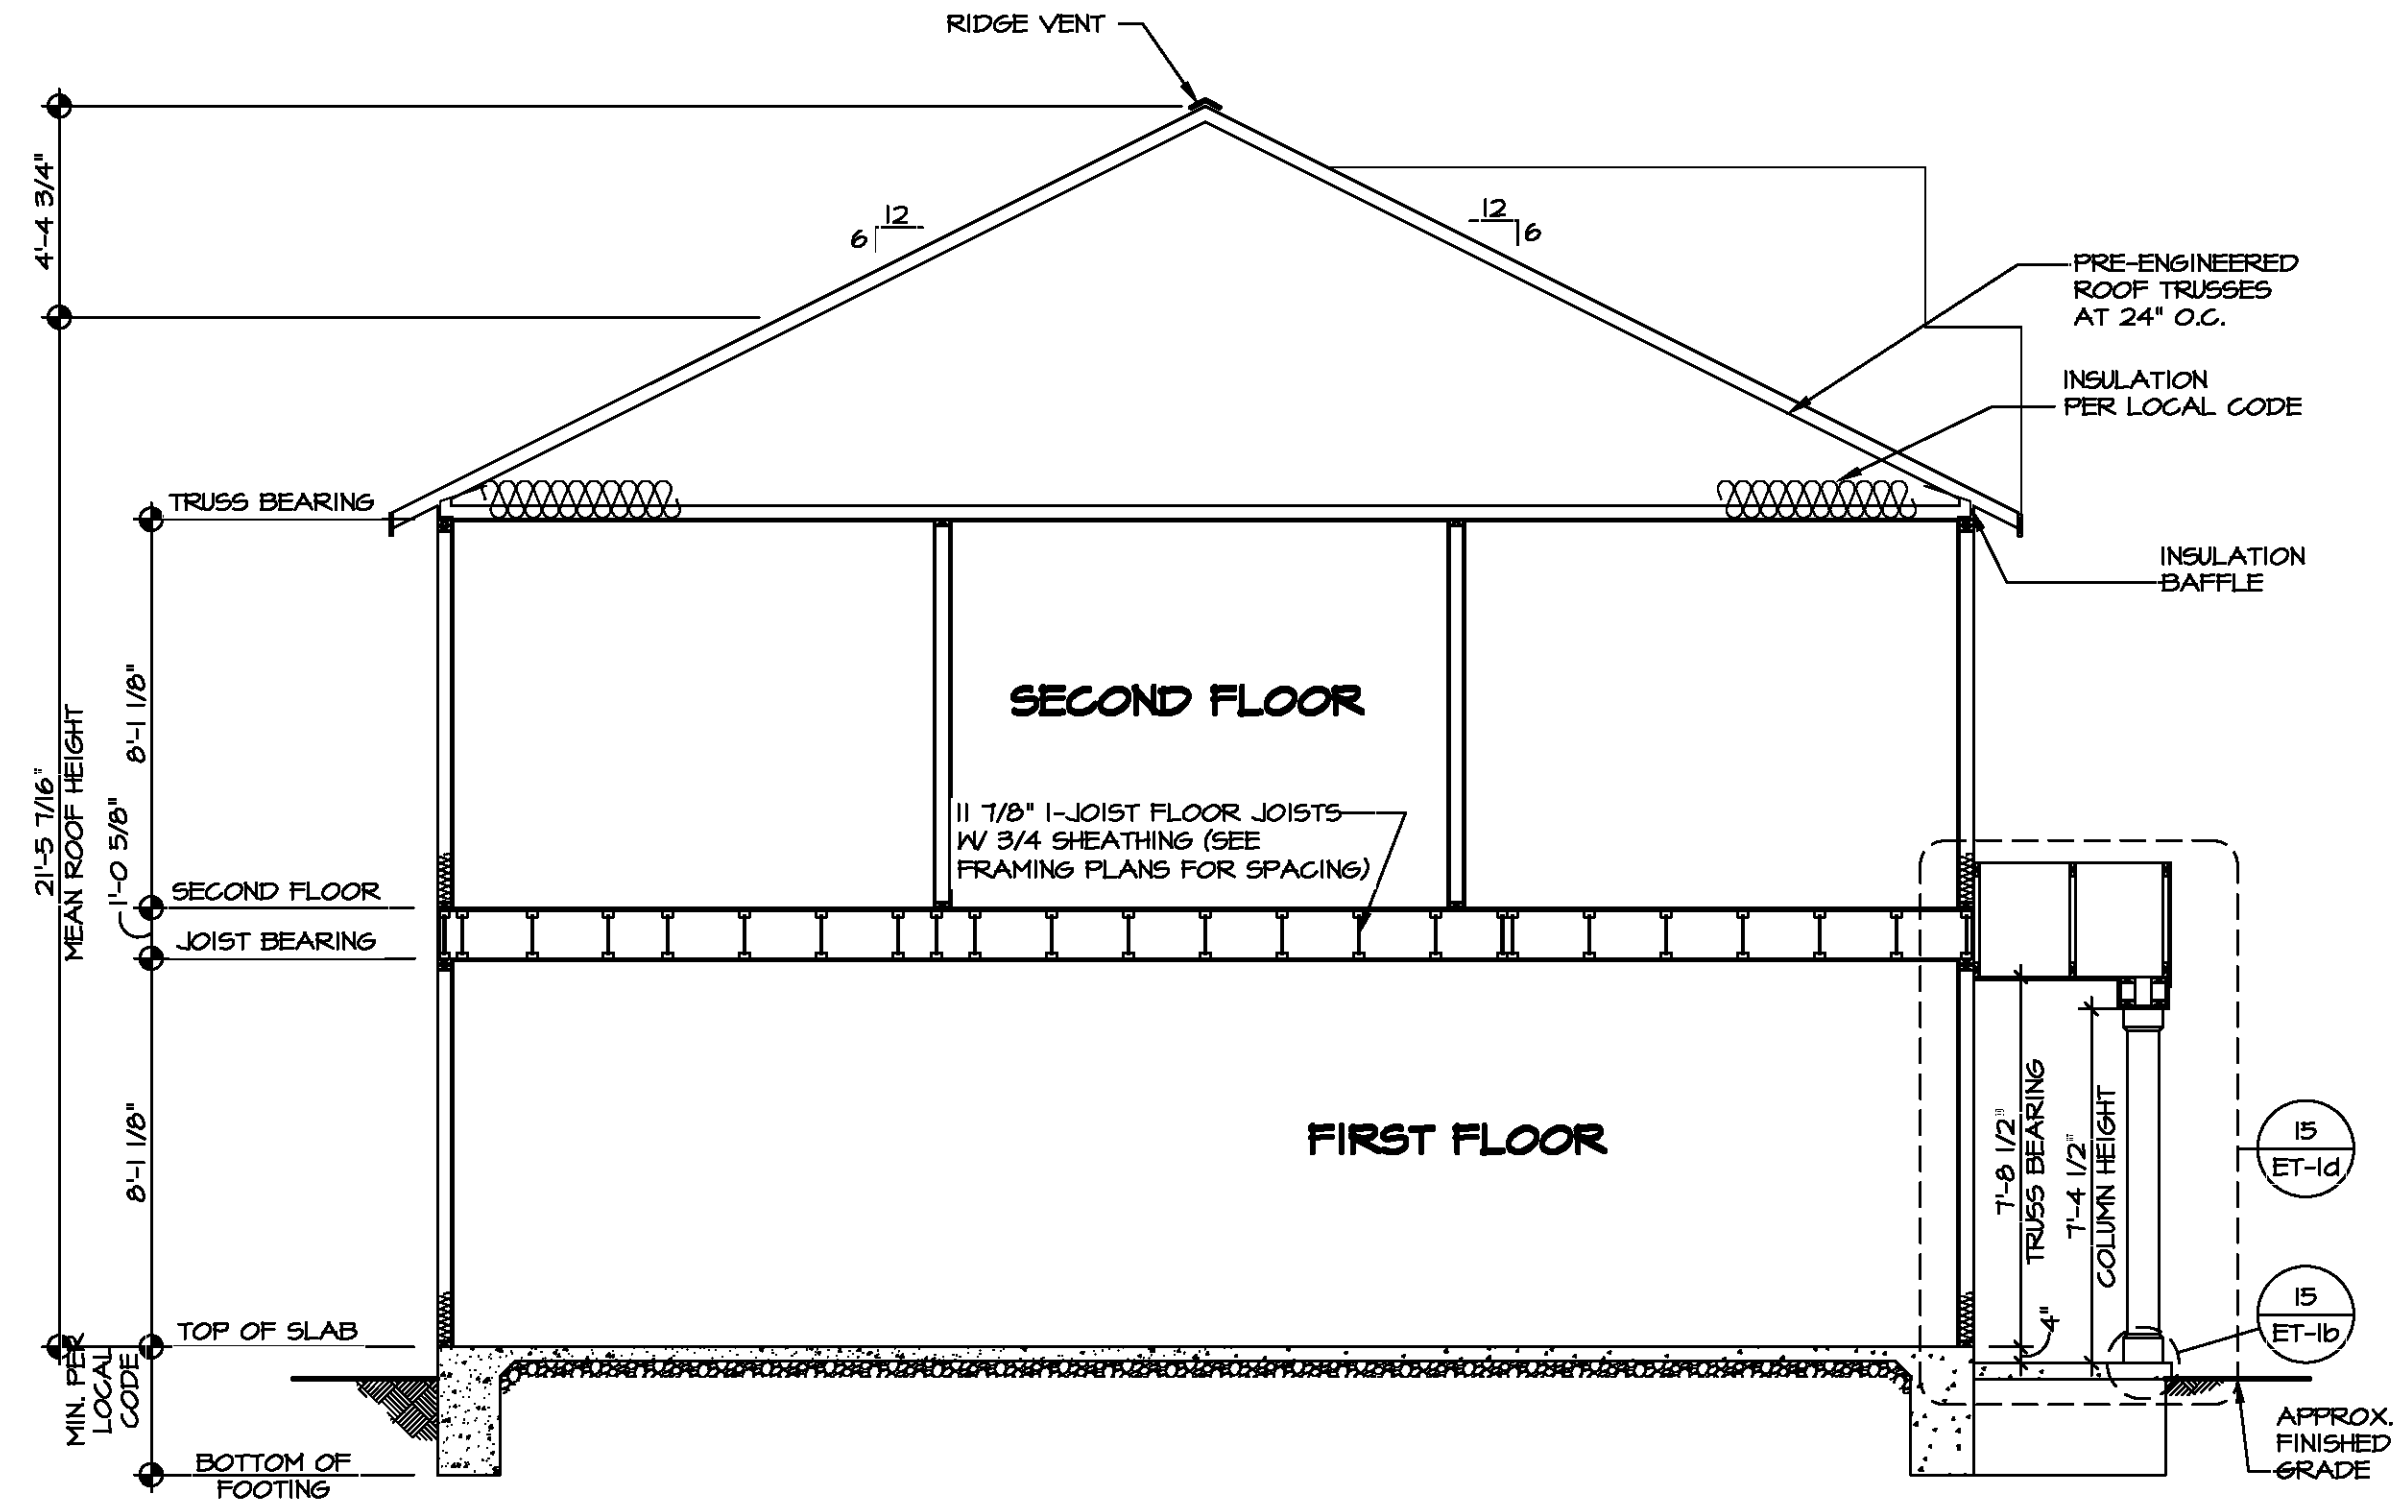 RIDGE VENT
4'-4 3/4"
12
6
12
6
PRE-ENGINEERED
ROOF TRUSSES
AT 24" O.C.
INSULATION
PER LOCAL CODE
TRUSS BEARING
INSULATION
BAFFLE
8'-1 1/8"
SECOND FLOOR
21'-5 7/16"
MEAN ROOF HEIGHT
1'-0 5/8"
11 7/8" I-JOIST FLOOR JOISTS
W/ 3/4 SHEATHING (SEE
FRAMING PLANS FOR SPACING)
SECOND FLOOR
JOIST BEARING
8'-1 1/8"
FIRST FLOOR
7'-8 1/2"
TRUSS BEARING
7'-4 1/2"
COLUMN HEIGHT
15
ET-1d
15
ET-1b
4"
TOP OF SLAB
MIN. PER
LOCAL
CODE
BOTTOM OF
FOOTING
APPROX.
FINISHED
GRADE